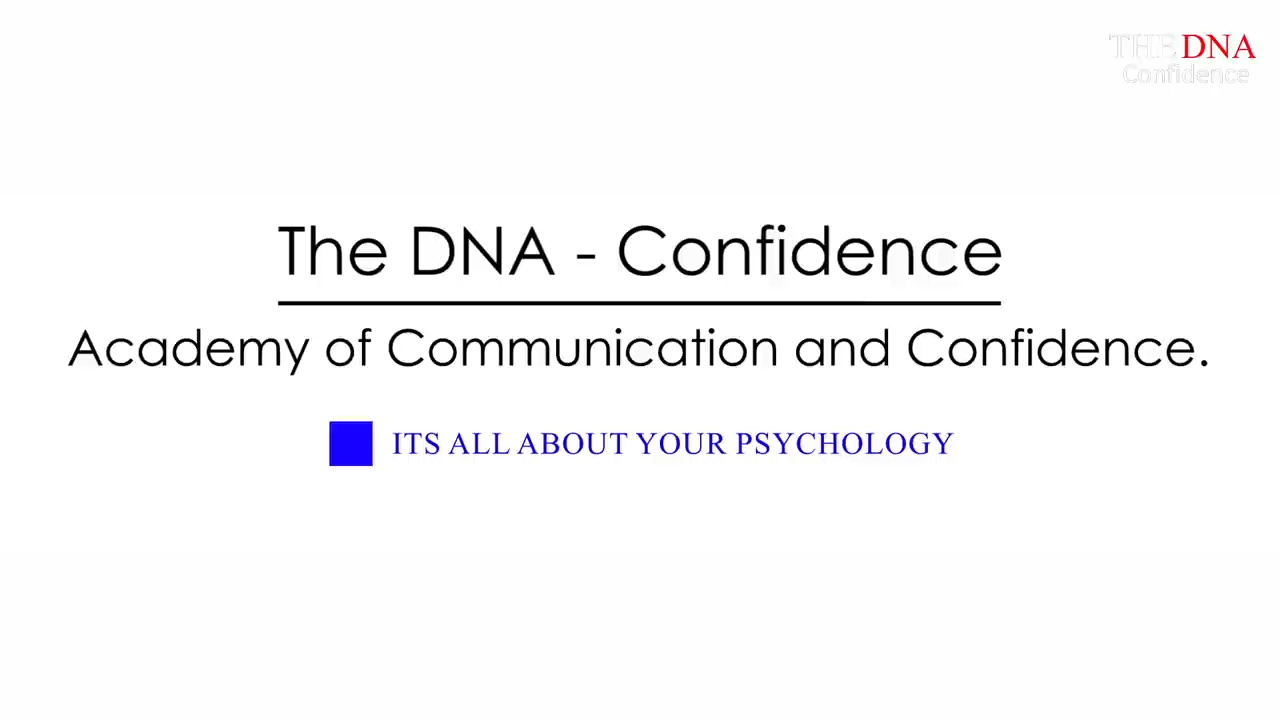 THE DNA
Confidence
The DNA - Confidence
Academy of Communication and Confidence.
ITS ALL ABOUT YOUR PSYCHOLOGY